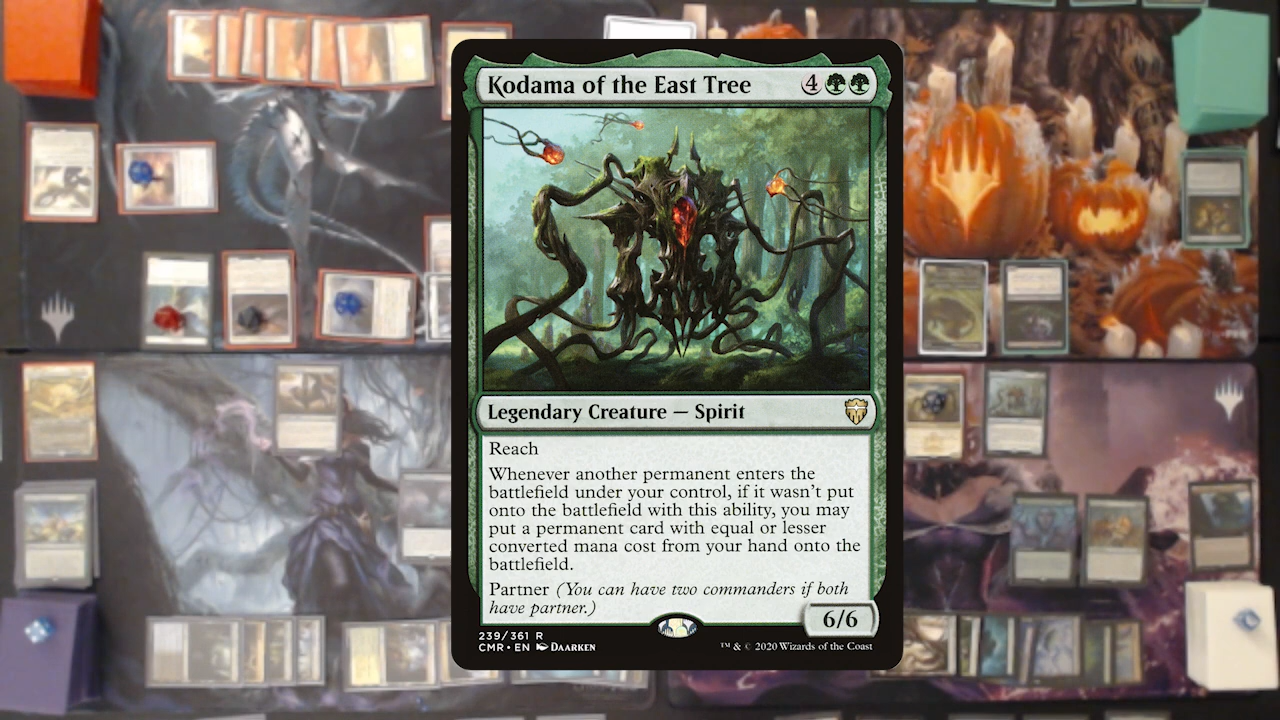 Kodama of the East Tree 4
Legendary Creature — Spirit
Reach
Whenever another permanent enters the
battlefield under your control, if it wasn't put
onto the battlefield with this ability, you may
put a permanent card with equal or lesser
converted mana cost from your hand onto the
battlefield.
Partner (You can have two commanders if both
have partner.)
6/6
239/361 R
CMR • EN DAARKEN
™ & © 2020 Wizards of the Coast